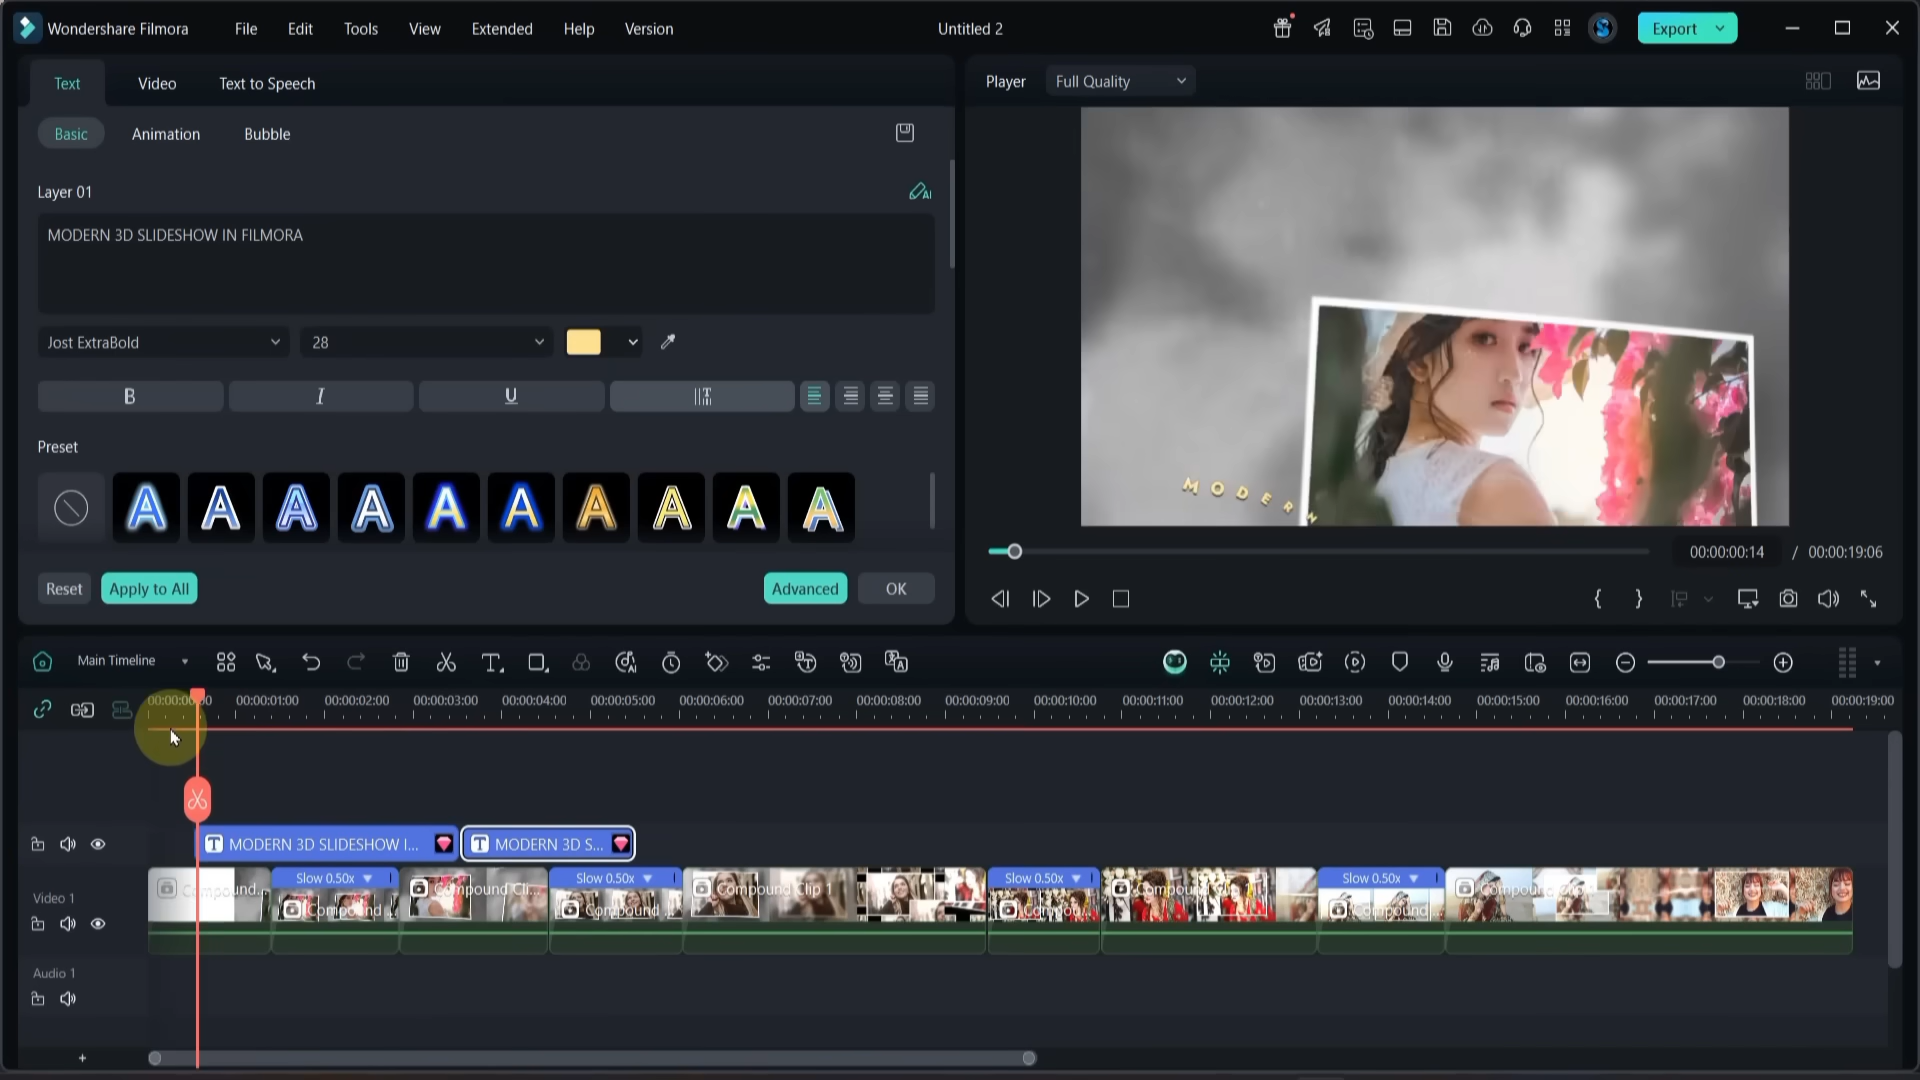 Wondershare Filmora File Edit Tools View Extended Help Version Untitled 2 Export
Text Video Text to Speech
Player Full Quality
Basic Animation Bubble
Layer 01
MODERN 3D SLIDESHOW IN FILMORA
Jost ExtraBold 28
B I U
Preset
A A A A A A A A A A
Reset Apply to All Advanced OK
MODERN
00:00:00:14 / 00:00:19:06
Main Timeline
00:00:01:00 00:00:02:00 00:00:03:00 00:00:04:00 00:00:05:00 00:00:06:00 00:00:07:00 00:00:08:00 00:00:09:00 00:00:10:00 00:00:11:00 00:00:12:00 00:00:13:00 00:00:14:00 00:00:15:00 00:00:16:00 00:00:17:00 00:00:18:00 00:00:19:00
MODERN 3D SLIDESHOW I... MODERN 3D S...
Slow 0.50x Slow 0.50x Slow 0.50x Slow 0.50x
Video 1
Compound Cli... Compound Clip 1
Audio 1